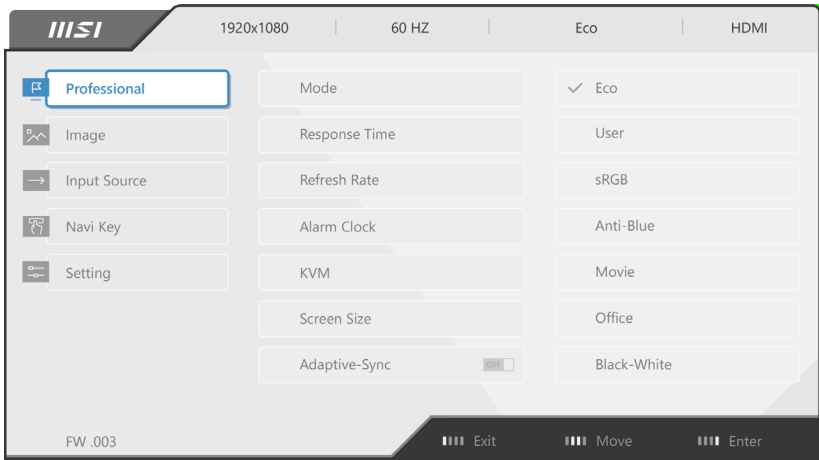 msi
1920x1080 60 HZ Eco HDMI
Professional Mode Eco
Image Response Time User
Input Source Refresh Rate sRGB
Navi Key Alarm Clock Anti-Blue
Setting KVM Movie
Screen Size Office
Adaptive-Sync OFF Black-White
FW .003 Exit Move Enter